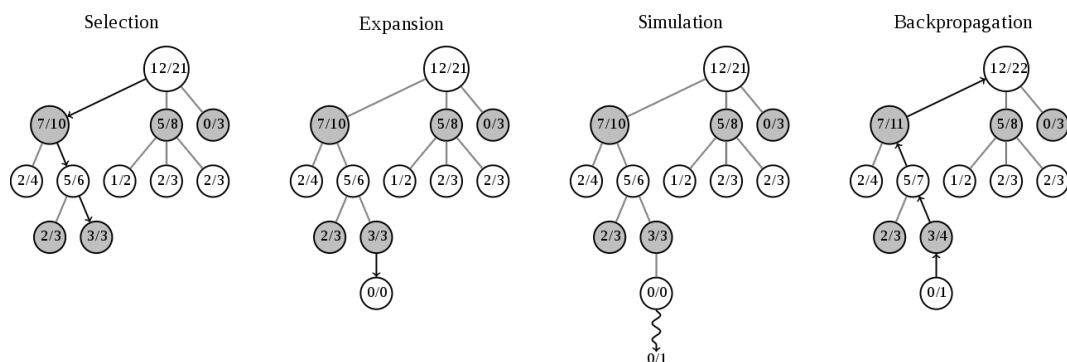 Selection
12/21
7/10 5/8 0/3
2/4 5/6 1/2 2/3 2/3
2/3 3/3
Expansion
12/21
7/10 5/8 0/3
2/4 5/6 1/2 2/3 2/3
2/3 3/3
0/0
Simulation
12/21
7/10 5/8 0/3
2/4 5/6 1/2 2/3 2/3
2/3 3/3
0/0
0/1
Backpropagation
12/22
7/11 5/8 0/3
2/4 5/7 1/2 2/3 2/3
2/3 3/4
0/1